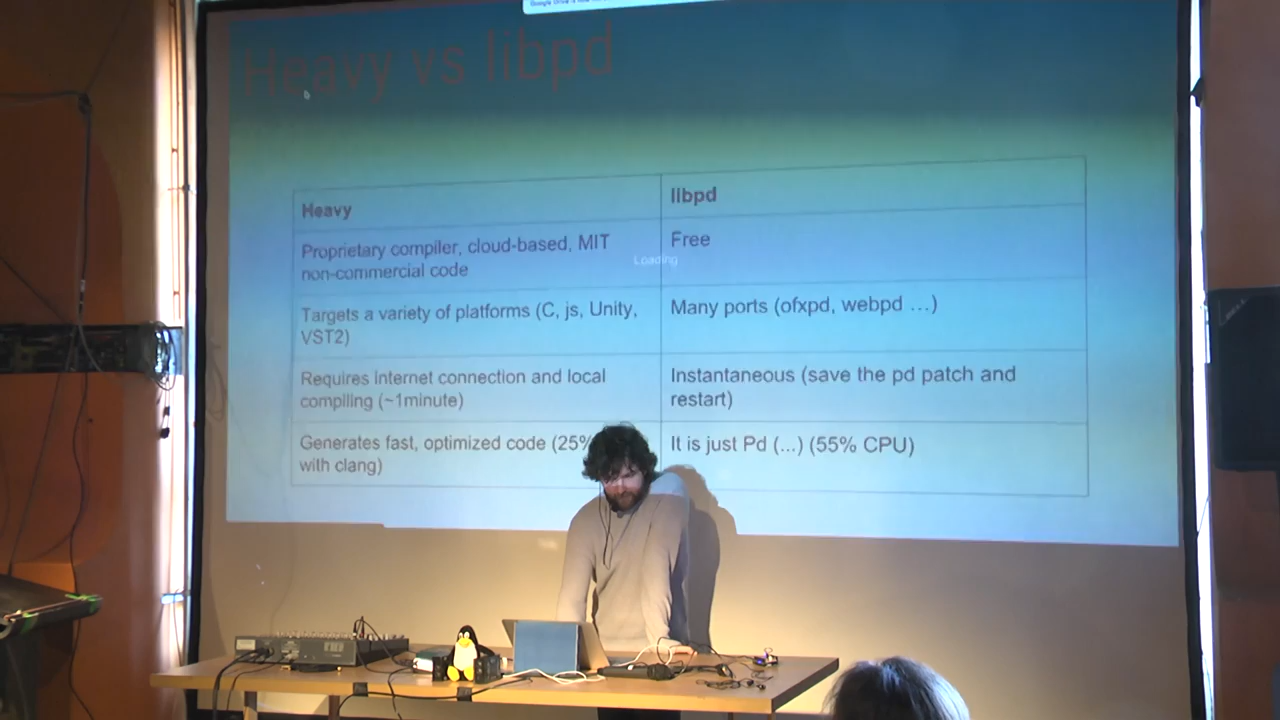 Heavy vs libpd
Heavy
libpd
Proprietary compiler, cloud-based, MIT
non-commercial code
Free
Loading
Targets a variety of platforms (C, js, Unity,
VST2)
Many ports (ofxpd, webpd ...)
Requires internet connection and local
compiling (~1minute)
Instantaneous (save the pd patch and
restart)
Generates fast, optimized code (25%
with clang)
It is just Pd (...) (55% CPU)